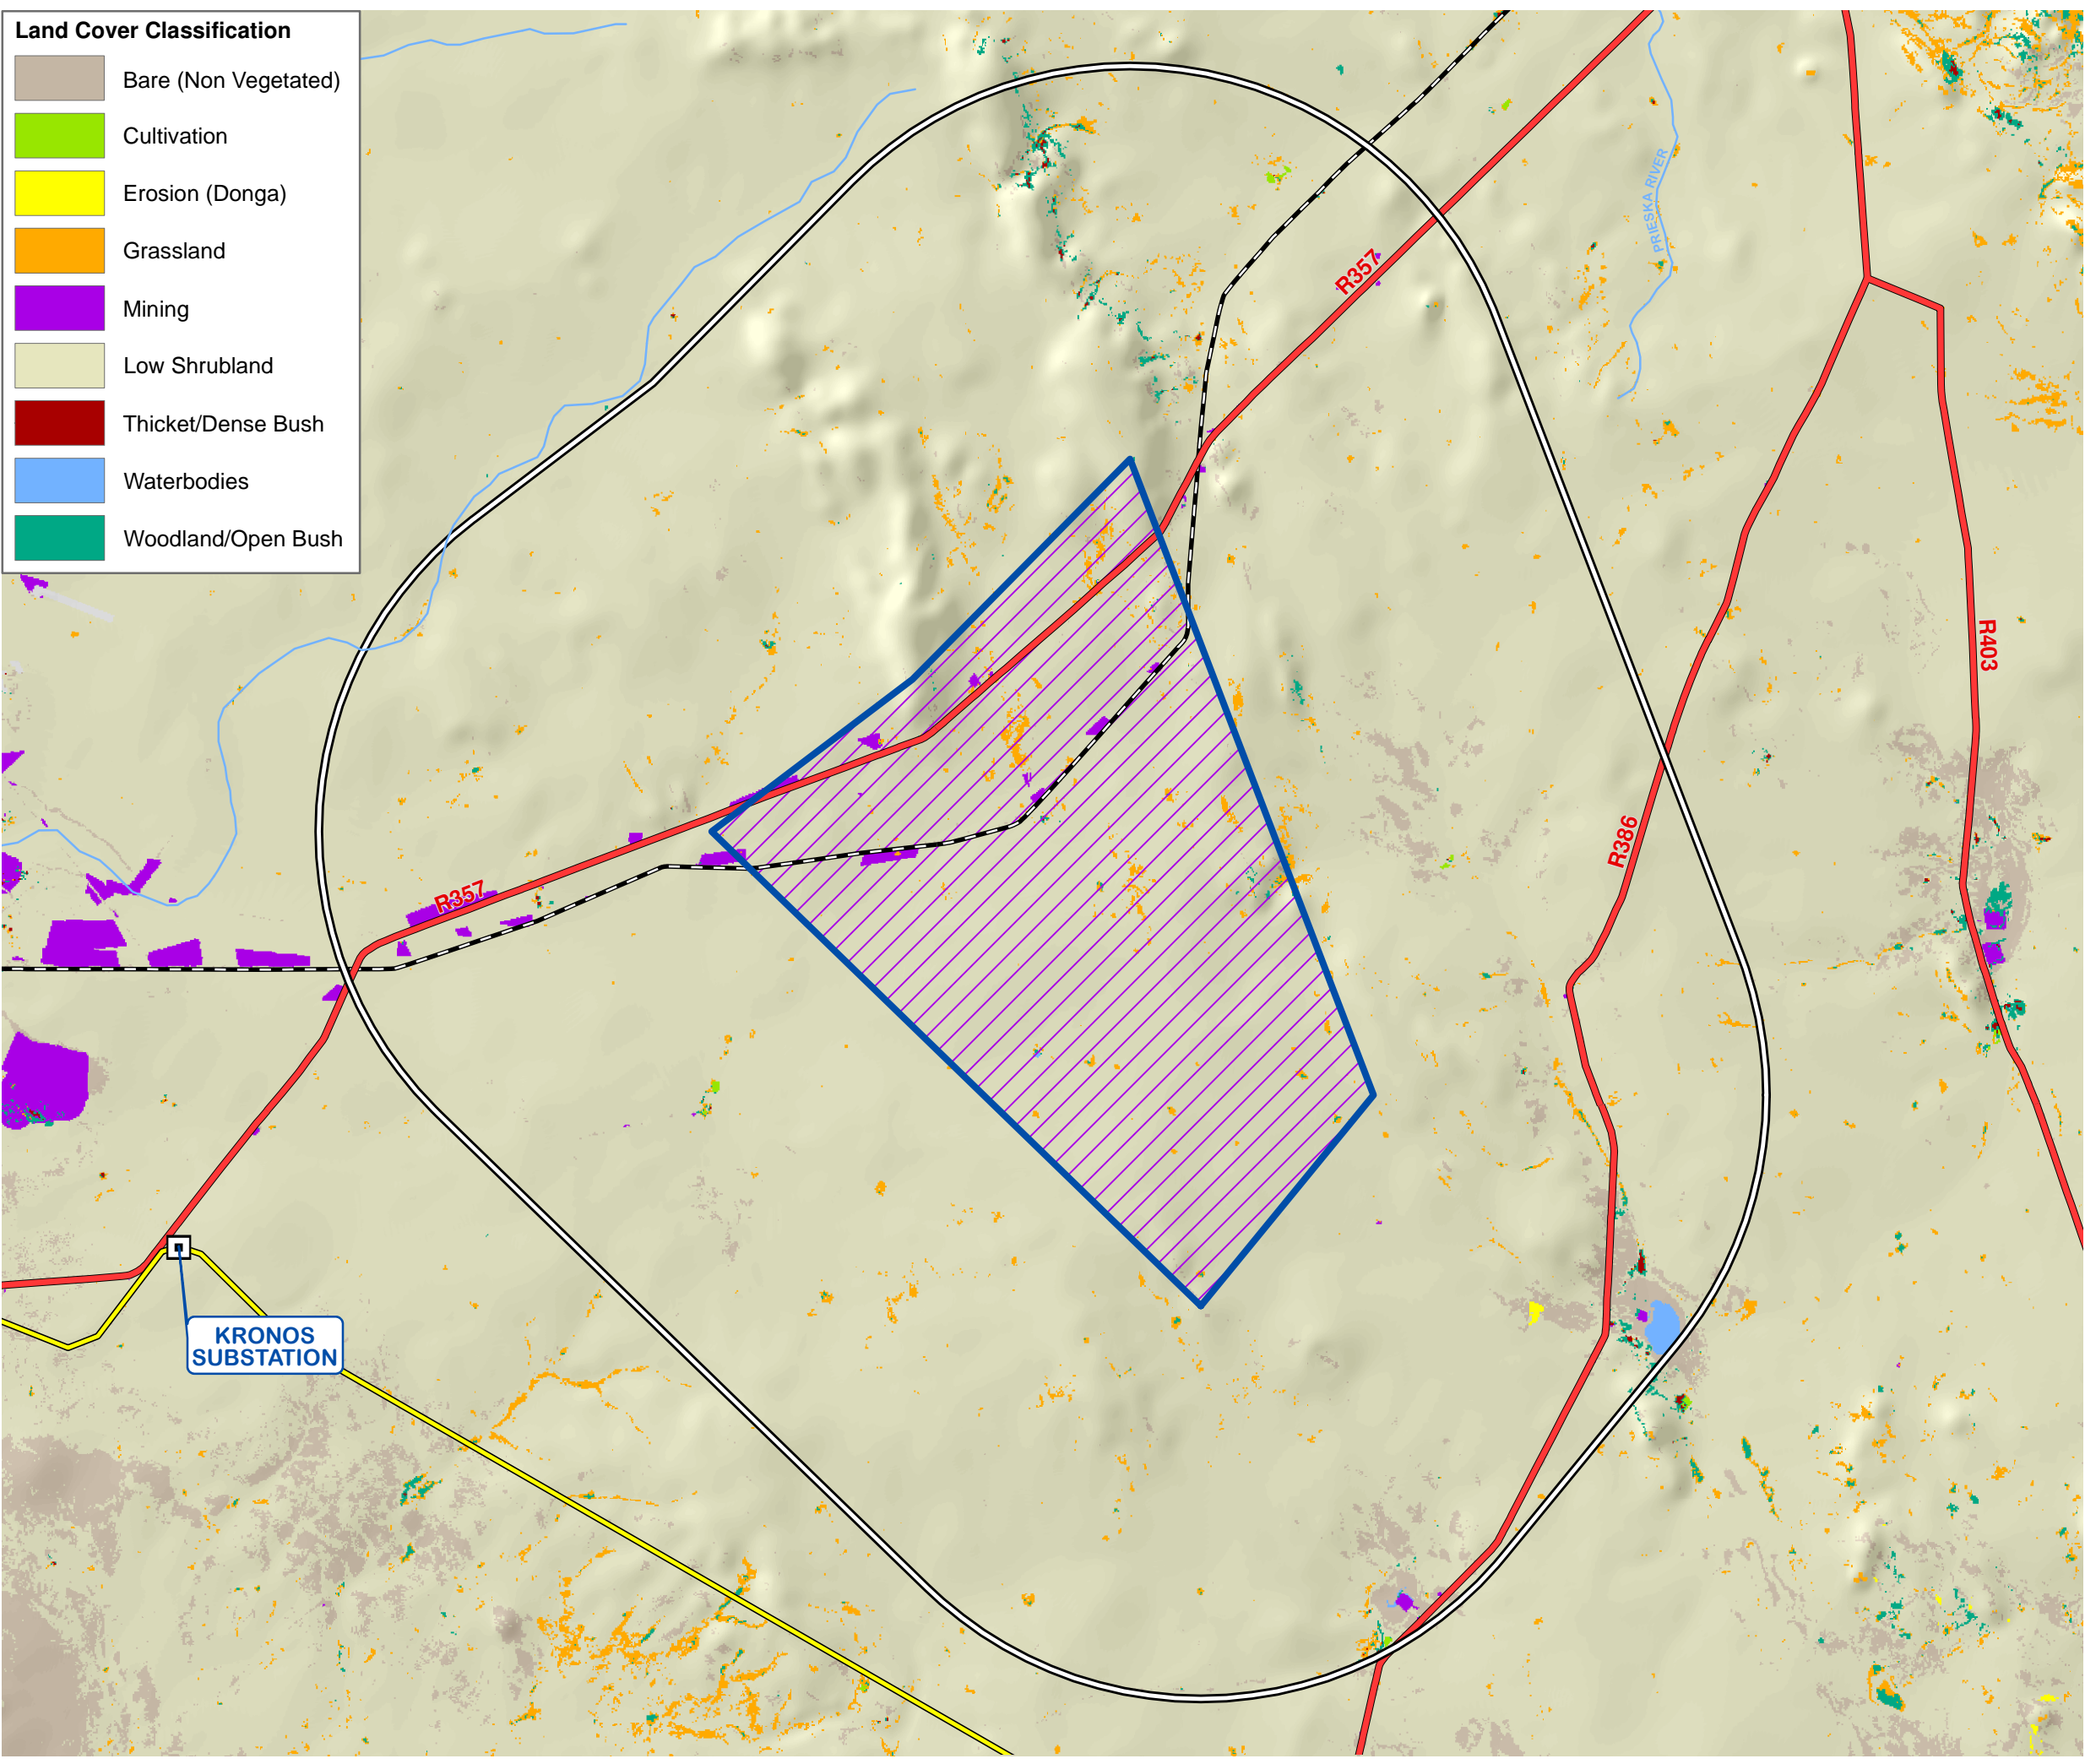 Land Cover Classification
Bare (Non Vegetated)
Cultivation
Erosion (Donga)
Grassland
Mining
Low Shrubland
Thicket/Dense Bush
Waterbodies
Woodland/Open Bush
PRIESKA RIVER
R357
R403
R386
R357
KRONOS
SUBSTATION